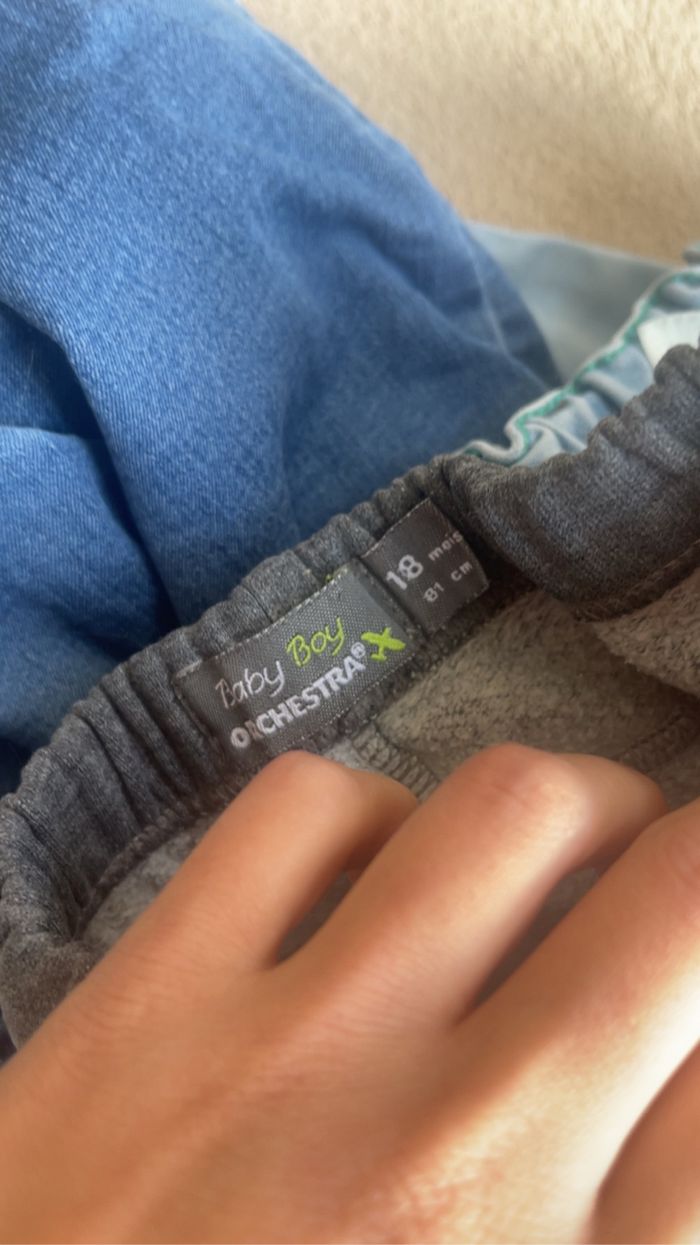 Baby Boy
ORCHESTRA®
18 mois
81 cm